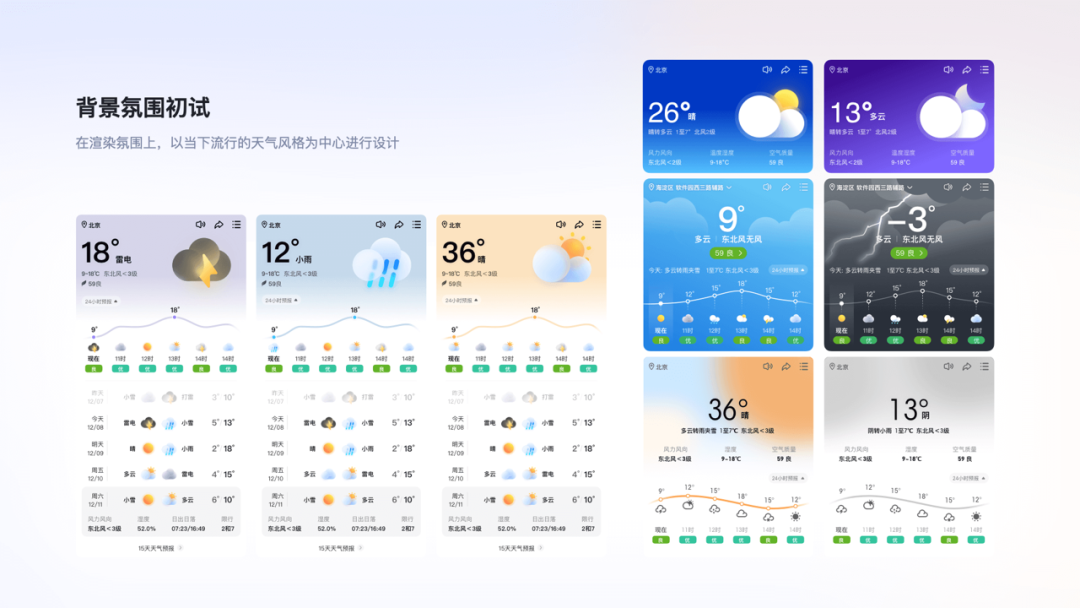 背景氛围初试
在渲染氛围上，以当下流行的天气风格为中心进行设计
北京
18° 雷电
9-18℃ 东北风<3级
59良
24小时预报
18°
9°
现在 11时 12时 13时 14时 14时
良 优 优 优 良 优
昨天 12/07 小雪 打雷 3° 10°
今天 12/08 雷电 小雪 5° 13°
明天 12/09 晴 小雨 2° 18°
周五 12/10 多云 雷电 4° 15°
周六 12/11 小雪 多云 6° 10°
风力风向 湿度 日出日落 限行
东北风<3级 52.0% 07:23/16:49 2和7
15天天气预报
北京
12° 小雨
9-18℃ 东北风<3级
59良
24小时预报
18°
9°
现在 11时 12时 13时 14时 14时
良 优 优 优 良 优
昨天 12/07 小雪 打雷 3° 10°
今天 12/08 雷电 小雪 5° 13°
明天 12/09 晴 小雨 2° 18°
周五 12/10 多云 雷电 4° 15°
周六 12/11 小雪 多云 6° 10°
风力风向 湿度 日出日落 限行
东北风<3级 52.0% 07:23/16:49 2和7
15天天气预报
北京
36° 晴
9-18℃ 东北风<3级
59良
24小时预报
18°
9°
现在 11时 12时 13时 14时 14时
良 优 优 优 良 优
昨天 12/07 小雪 打雷 3° 10°
今天 12/08 雷电 小雪 5° 13°
明天 12/09 晴 小雨 2° 18°
周五 12/10 多云 雷电 4° 15°
周六 12/11 小雪 多云 6° 10°
风力风向 湿度 日出日落 限行
东北风<3级 52.0% 07:23/16:49 2和7
15天天气预报
北京
26° 晴
晴转多云 1至7° 北风2级
风力风向 温度湿度 空气质量
东北风<2级 9-18℃ 59 良
北京
13° 多云
晴转多云 1至7° 北风2级
风力风向 温度湿度 空气质量
东北风<2级 9-18℃ 59 良
海淀区 软件园西三路辅路
9°
多云 东北风无风
59 良
今天: 多云转雨夹雪 1至7℃ 东北风<3级 24小时预报
9° 12° 15° 18° 15° 12°
现在 11时 12时 13时 14时 14时
良 优 优 良 良 优
海淀区 软件园西三路辅路
-3°
多云 东北风无风
59 良
今天: 多云转雨夹雪 1至7℃ 东北风<3级 24小时预报
9° 12° 15° 18° 15° 12°
现在 11时 12时 13时 14时 14时
良 优 优 良 良 优
北京
36° 晴
多云转雨夹雪 1至7℃ 东北风<3级
风力风向 湿度 空气质量
东北风<3级 9-18℃ 59 良
24小时预报
9° 12° 15° 18° 15° 12°
现在 11时 12时 13时 14时 14时
良 优 优 优 良 优
北京
13° 阴
阴转小雨 1至7℃ 东北风<3级
风力风向 湿度 空气质量
东北风<3级 9-18℃ 59 良
24小时预报
9° 12° 15° 18° 15° 12°
现在 11时 12时 13时 14时 14时
良 优 优 优 良 优